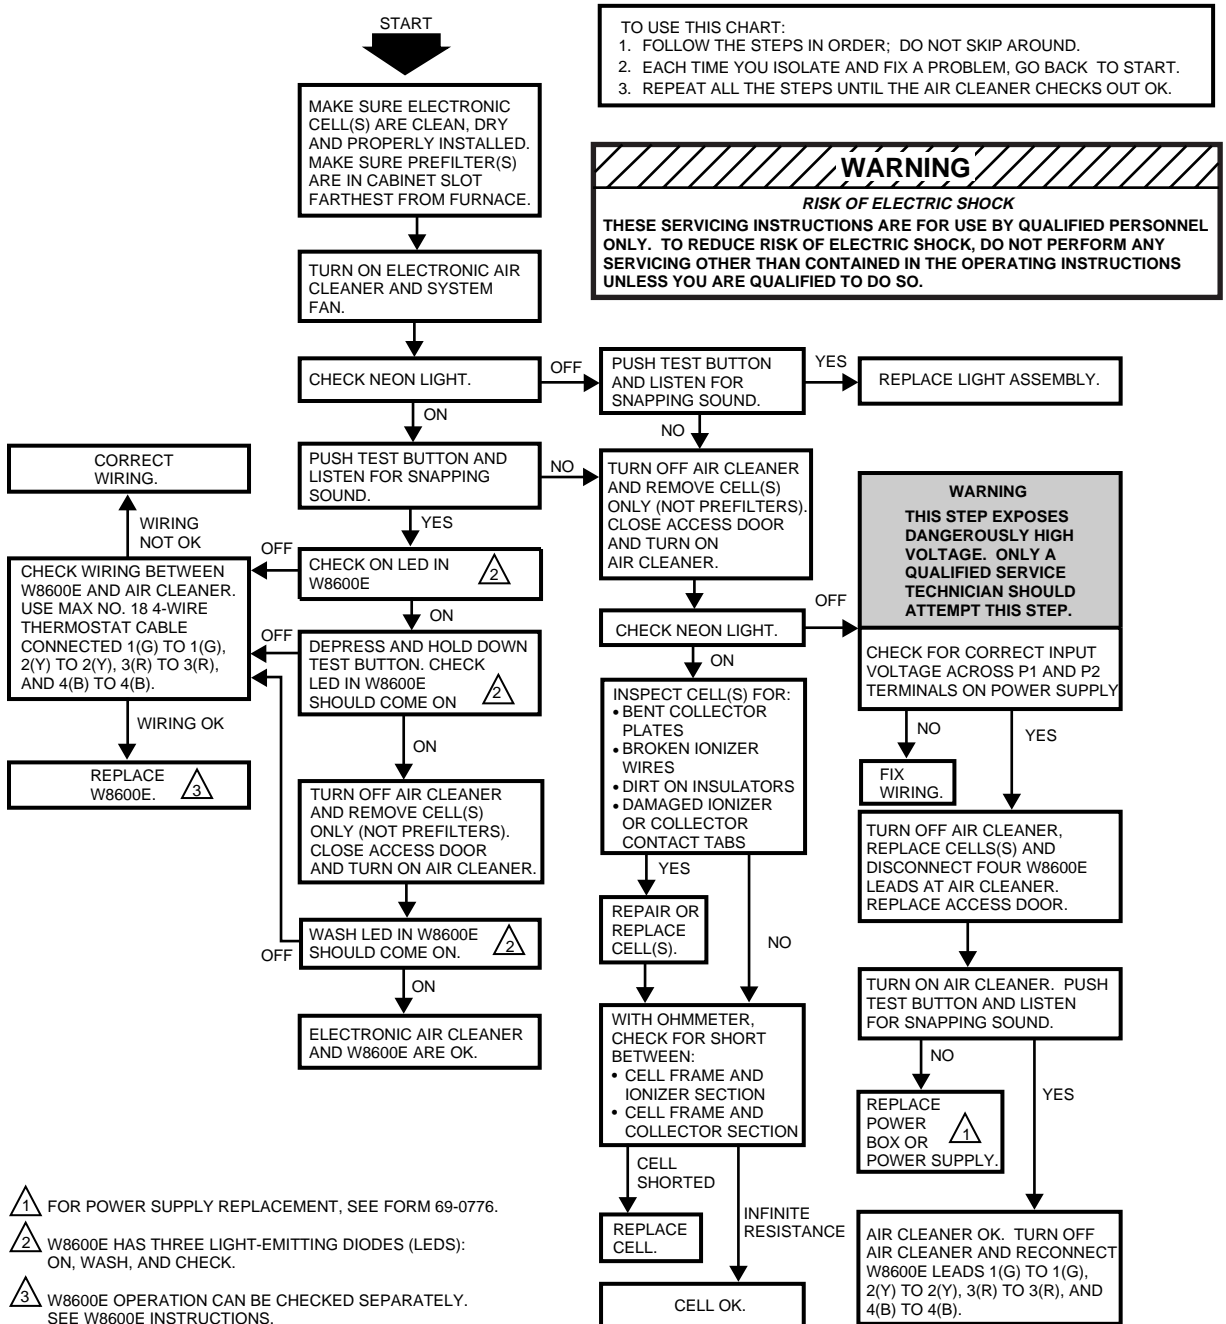 START
TO USE THIS CHART:
1. FOLLOW THE STEPS IN ORDER; DO NOT SKIP AROUND.
2. EACH TIME YOU ISOLATE AND FIX A PROBLEM, GO BACK TO START.
3. REPEAT ALL THE STEPS UNTIL THE AIR CLEANER CHECKS OUT OK.
WARNING
RISK OF ELECTRIC SHOCK
THESE SERVICING INSTRUCTIONS ARE FOR USE BY QUALIFIED PERSONNEL
ONLY. TO REDUCE RISK OF ELECTRIC SHOCK, DO NOT PERFORM ANY
SERVICING OTHER THAN CONTAINED IN THE OPERATING INSTRUCTIONS
UNLESS YOU ARE QUALIFIED TO DO SO.
MAKE SURE ELECTRONIC
CELL(S) ARE CLEAN, DRY
AND PROPERLY INSTALLED.
MAKE SURE PREFILTER(S)
ARE IN CABINET SLOT
FARTHEST FROM FURNACE.
TURN ON ELECTRONIC AIR
CLEANER AND SYSTEM
FAN.
CHECK NEON LIGHT.
OFF
PUSH TEST BUTTON
AND LISTEN FOR
SNAPPING SOUND.
YES
REPLACE LIGHT ASSEMBLY.
ON
NO
PUSH TEST BUTTON AND
LISTEN FOR SNAPPING
SOUND.
NO
TURN OFF AIR CLEANER
AND REMOVE CELL(S)
ONLY (NOT PREFILTERS).
CLOSE ACCESS DOOR
AND TURN ON
AIR CLEANER.
YES
CORRECT
WIRING.
WIRING
NOT OK
CHECK WIRING BETWEEN
W8600E AND AIR CLEANER.
USE MAX NO. 18 4-WIRE
THERMOSTAT CABLE
CONNECTED 1(G) TO 1(G),
2(Y) TO 2(Y), 3(R) TO 3(R),
AND 4(B) TO 4(B).
WIRING OK
REPLACE
W8600E. 3
OFF
CHECK ON LED IN
W8600E 2
ON
OFF
DEPRESS AND HOLD DOWN
TEST BUTTON. CHECK
LED IN W8600E
SHOULD COME ON 2
ON
TURN OFF AIR CLEANER
AND REMOVE CELL(S)
ONLY (NOT PREFILTERS).
CLOSE ACCESS DOOR
AND TURN ON AIR CLEANER.
OFF
WASH LED IN W8600E
SHOULD COME ON. 2
ON
ELECTRONIC AIR CLEANER
AND W8600E ARE OK.
CHECK NEON LIGHT.
OFF
ON
INSPECT CELL(S) FOR:
• BENT COLLECTOR
PLATES
• BROKEN IONIZER
WIRES
• DIRT ON INSULATORS
• DAMAGED IONIZER
OR COLLECTOR
CONTACT TABS
YES
REPAIR OR
REPLACE
CELL(S).
NO
WITH OHMMETER,
CHECK FOR SHORT
BETWEEN:
• CELL FRAME AND
IONIZER SECTION
• CELL FRAME AND
COLLECTOR SECTION
CELL
SHORTED
REPLACE
CELL.
INFINITE
RESISTANCE
CELL OK.
WARNING
THIS STEP EXPOSES
DANGEROUSLY HIGH
VOLTAGE. ONLY A
QUALIFIED SERVICE
TECHNICIAN SHOULD
ATTEMPT THIS STEP.
CHECK FOR CORRECT INPUT
VOLTAGE ACROSS P1 AND P2
TERMINALS ON POWER SUPPLY
NO
YES
FIX
WIRING.
TURN OFF AIR CLEANER,
REPLACE CELLS(S) AND
DISCONNECT FOUR W8600E
LEADS AT AIR CLEANER.
REPLACE ACCESS DOOR.
TURN ON AIR CLEANER. PUSH
TEST BUTTON AND LISTEN
FOR SNAPPING SOUND.
NO
YES
REPLACE
POWER
BOX OR 1
POWER SUPPLY.
AIR CLEANER OK. TURN OFF
AIR CLEANER AND RECONNECT
W8600E LEADS 1(G) TO 1(G),
2(Y) TO 2(Y), 3(R) TO 3(R), AND
4(B) TO 4(B).
1 FOR POWER SUPPLY REPLACEMENT, SEE FORM 69-0776.
2 W8600E HAS THREE LIGHT-EMITTING DIODES (LEDS):
ON, WASH, AND CHECK.
3 W8600E OPERATION CAN BE CHECKED SEPARATELY.
SEE W8600E INSTRUCTIONS.